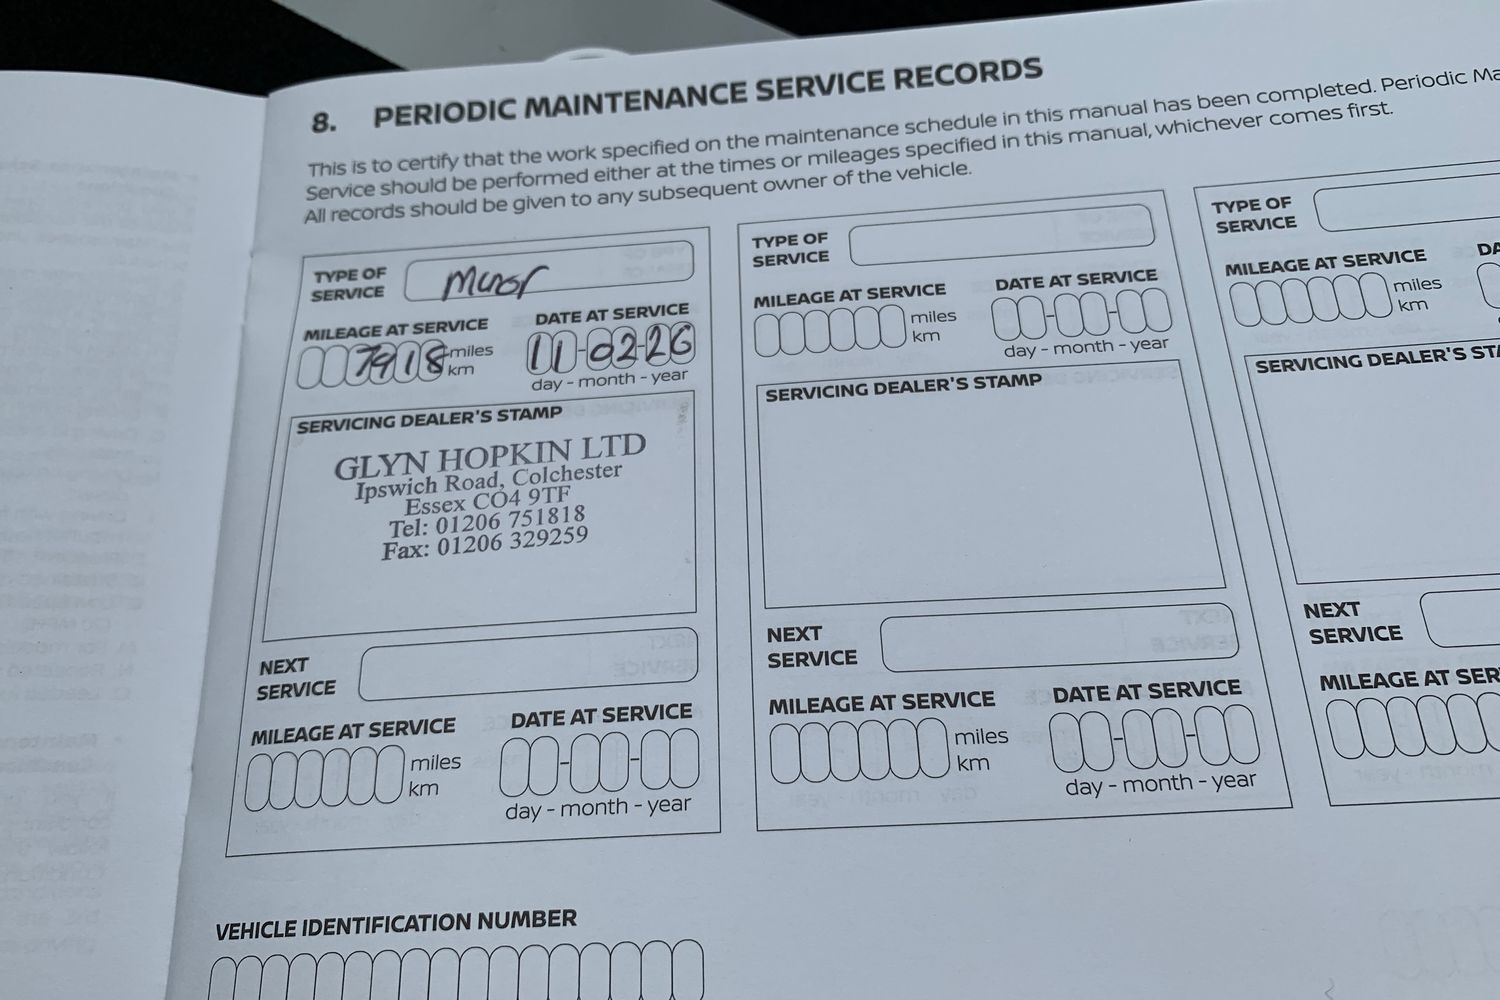 8. PERIODIC MAINTENANCE SERVICE RECORDS
This is to certify that the work specified on the maintenance schedule in this manual has been completed. Periodic Ma
Service should be performed either at the times or mileages specified in this manual, whichever comes first.
All records should be given to any subsequent owner of the vehicle.
TYPE OF
SERVICE
MILEAGE AT SERVICE
7918 miles
km
DATE AT SERVICE
11-02-26
day - month - year
SERVICING DEALER'S STAMP
GLYN HOPKIN LTD
Ipswich Road, Colchester
Essex CO4 9TF
Tel: 01206 751818
Fax: 01206 329259
NEXT
SERVICE
MILEAGE AT SERVICE
miles
km
DATE AT SERVICE
day - month - year
TYPE OF
SERVICE
MILEAGE AT SERVICE
miles
km
DATE AT SERVICE
day - month - year
SERVICING DEALER'S STAMP
NEXT
SERVICE
MILEAGE AT SERVICE
miles
km
DATE AT SERVICE
day - month - year
TYPE OF
SERVICE
MILEAGE AT SERVICE
miles
km
DA
SERVICING DEALER'S STA
NEXT
SERVICE
MILEAGE AT SER
VEHICLE IDENTIFICATION NUMBER